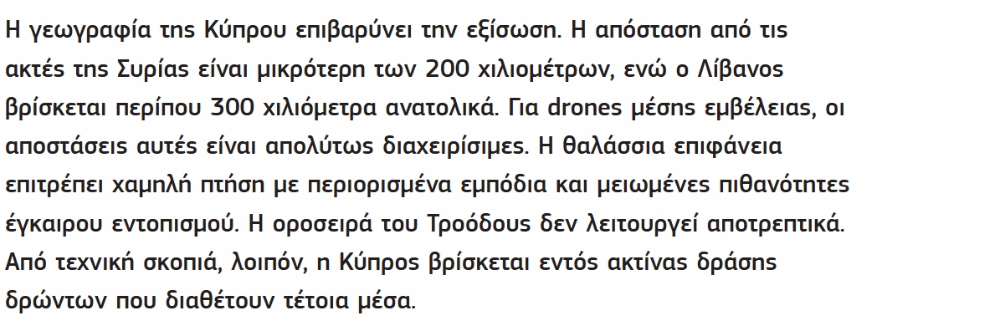 Η γεωγραφία της Κύπρου επιβαρύνει την εξίσωση. Η απόσταση από τις
ακτές της Συρίας είναι μικρότερη των 200 χιλιομέτρων, ενώ ο Λίβανος
βρίσκεται περίπου 300 χιλιόμετρα ανατολικά. Για drones μέσης εμβέλειας, οι
αποστάσεις αυτές είναι απολύτως διαχειρίσιμες. Η θαλάσσια επιφάνεια
επιτρέπει χαμηλή πτήση με περιορισμένα εμπόδια και μειωμένες πιθανότητες
έγκαιρου εντοπισμού. Η οροσειρά του Τροόδους δεν λειτουργεί αποτρεπτικά.
Από τεχνική σκοπιά, λοιπόν, η Κύπρος βρίσκεται εντός ακτίνας δράσης
δρώντων που διαθέτουν τέτοια μέσα.